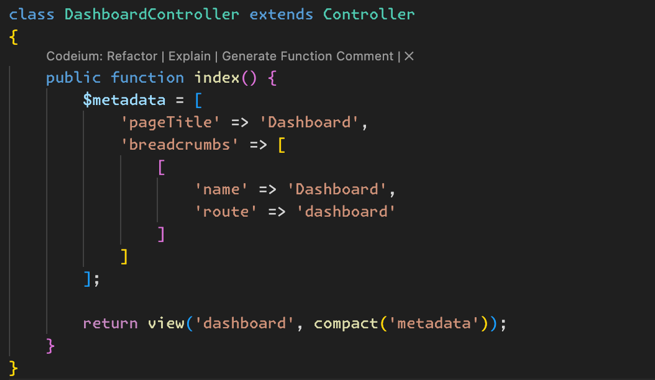 class DashboardController extends Controller
{
Codeium: Refactor | Explain | Generate Function Comment | ×
public function index() {
$metadata = [
'pageTitle' => 'Dashboard',
'breadcrumbs' => [
[
'name' => 'Dashboard',
'route' => 'dashboard'
]
]
];
return view('dashboard', compact('metadata'));
}
}